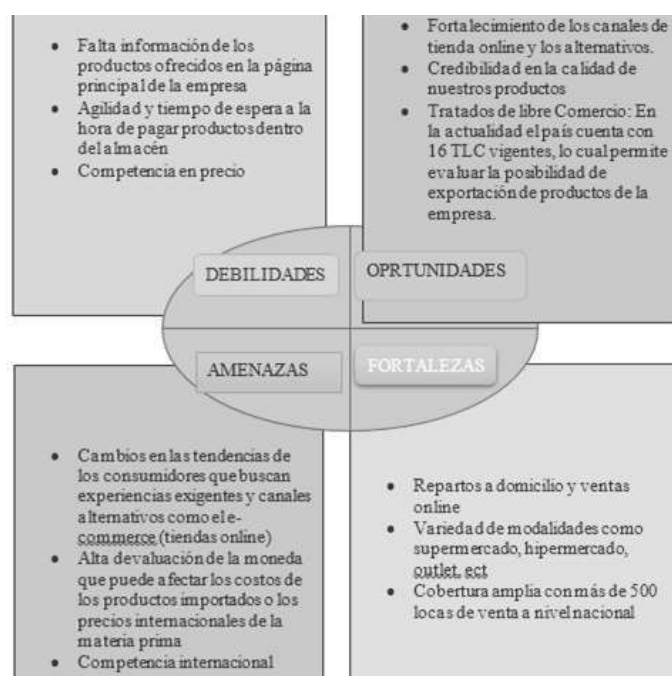 • Falta información de los
productos ofrecidos en la página
principal de la empresa
• Agilidad y tiempo de espera a la
hora de pagar productos dentro
del almacén
• Competencia en precio
• Fortalecimiento de los canales de
tienda online y los alternativos.
• Credibilidad en la calidad de
nuestros productos
• Tratados de libre Comercio: En
la actualidad el país cuenta con
16 TLC vigentes, lo cual permite
evaluar la posibilidad de
exportación de productos de la
empresa.
DEBILIDADES
OPRTUNIDADES
AMENAZAS
FORTALEZAS
• Cambios en las tendencias de
los consumidores que buscan
experiencias exigentes y canales
alternativos como el e-
commerce (tiendas online)
• Alta devaluación de la moneda
que puede afectar los costos de
los productos importados o los
precios internacionales de la
materia prima
• Competencia internacional
• Repartos a domicilio y ventas
online
• Variedad de modalidades como
supermercado, hipermercado,
outlet, ect
• Cobertura amplia con más de 500
locas de venta a nivel nacional